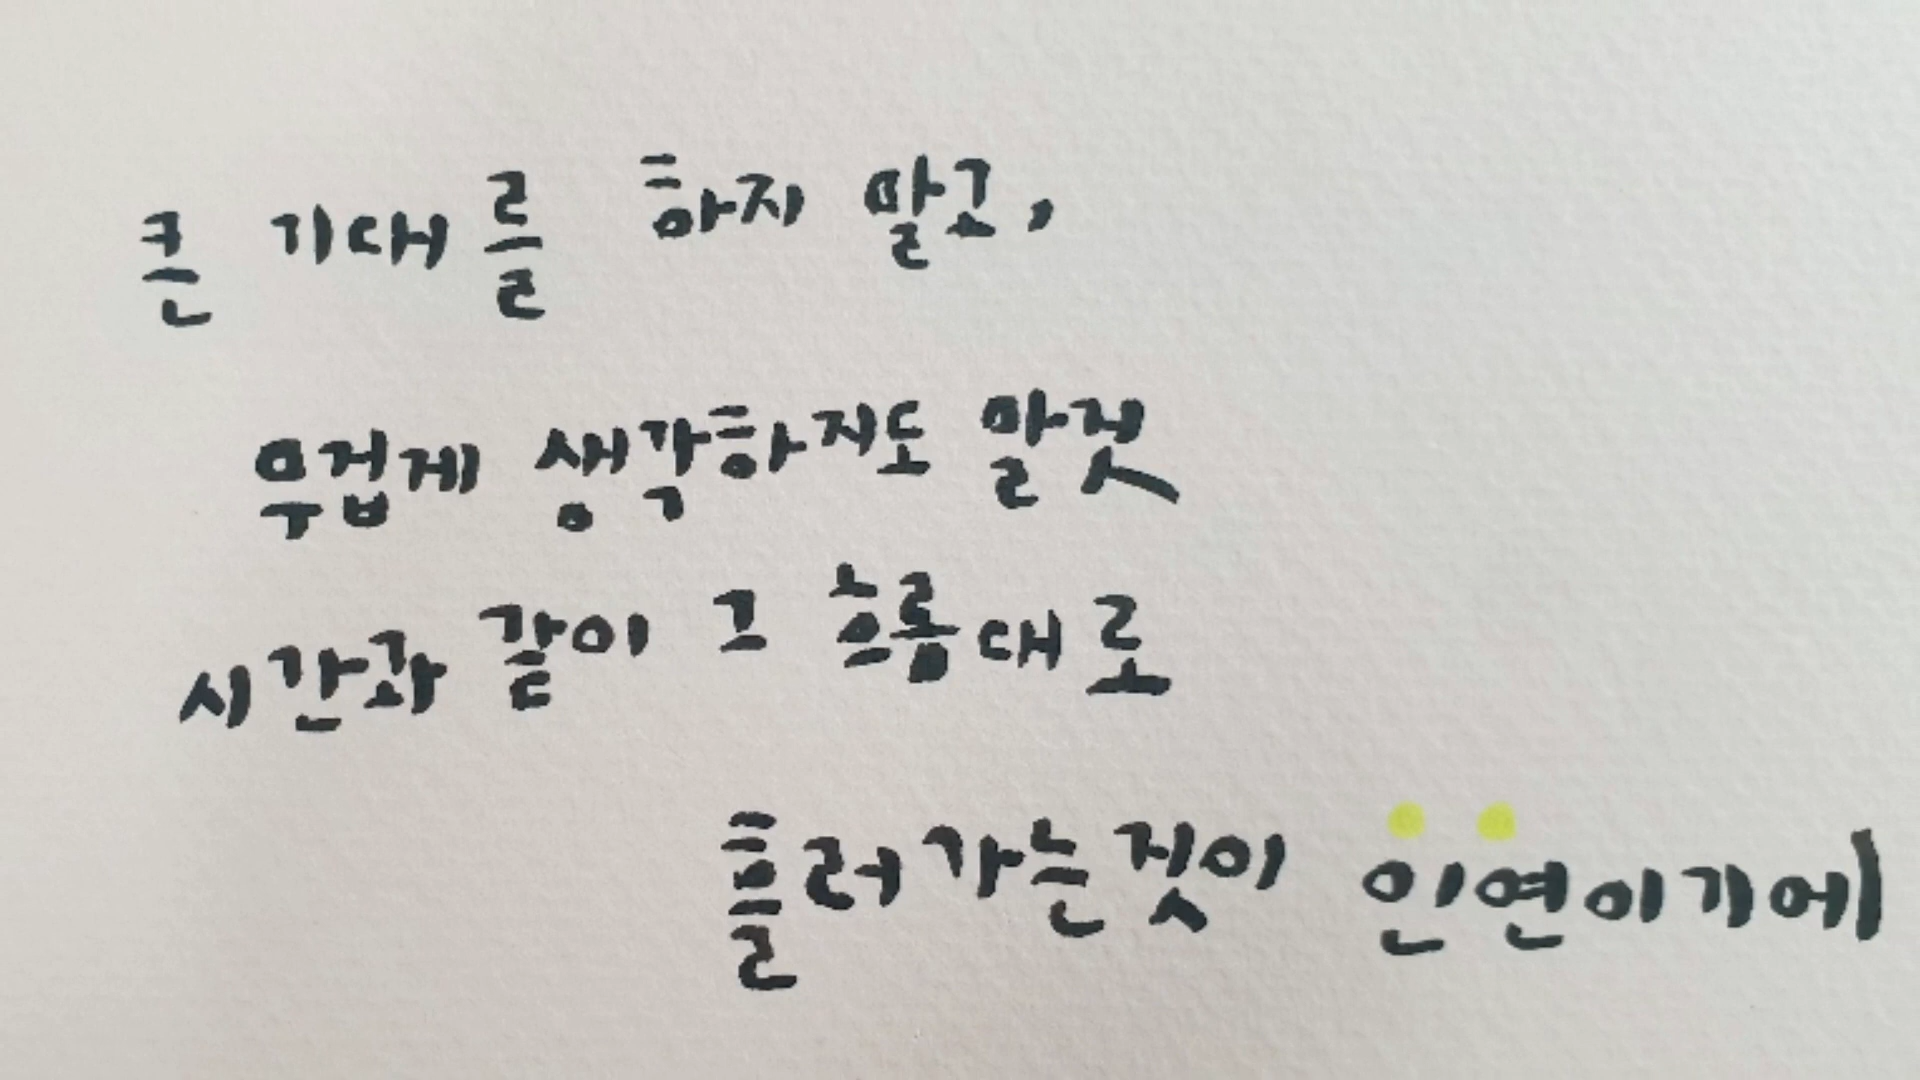 큰 기대를 하지 말고,
무겁게 생각하지도 말것
시간과 같이 그 흐름대로
흘러가는것이 인연이기에